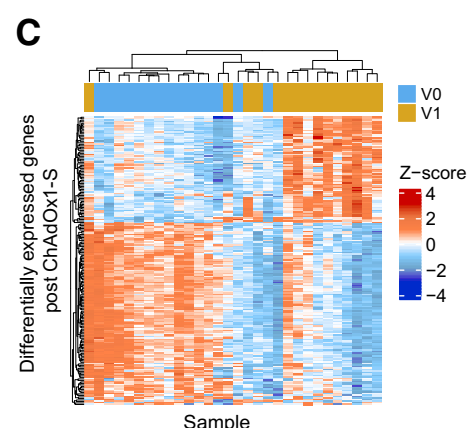 C
Differentially expressed genes
post ChAdOx1-S
V0
V1
Z-score
4
2
0
-2
-4
Sample